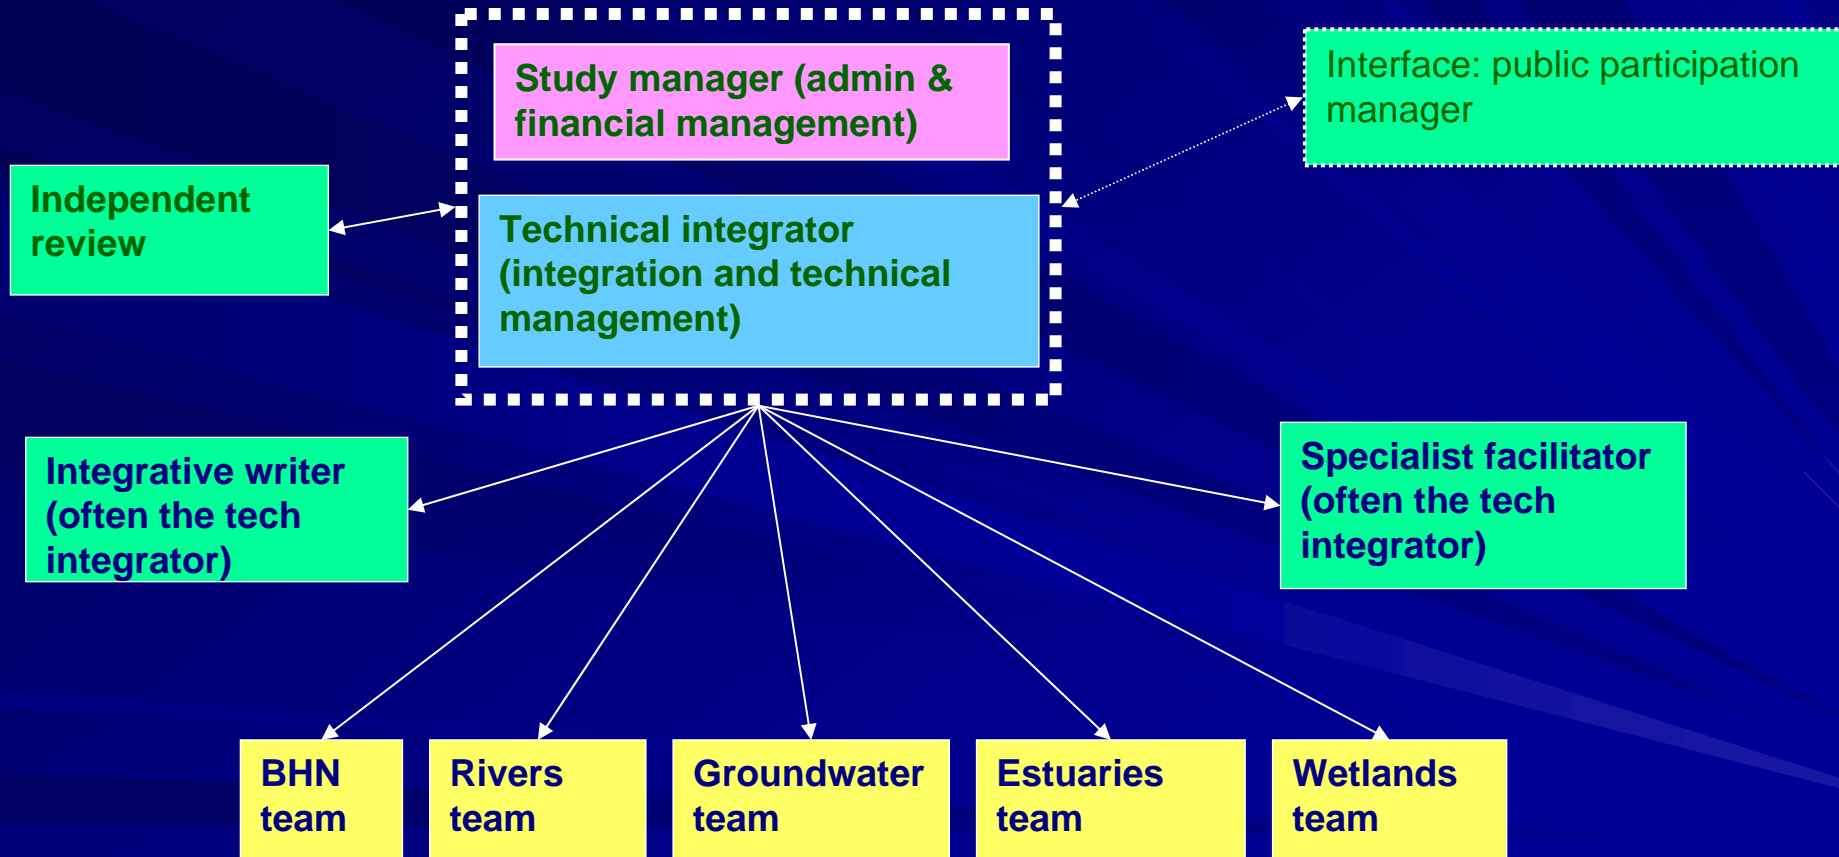 Study manager (admin &
financial management)
Interface: public participation
manager
Independent
review
Technical integrator
(integration and technical
management)
Integrative writer
(often the tech
integrator)
Specialist facilitator
(often the tech
integrator)
BHN
team
Rivers
team
Groundwater
team
Estuaries
team
Wetlands
team